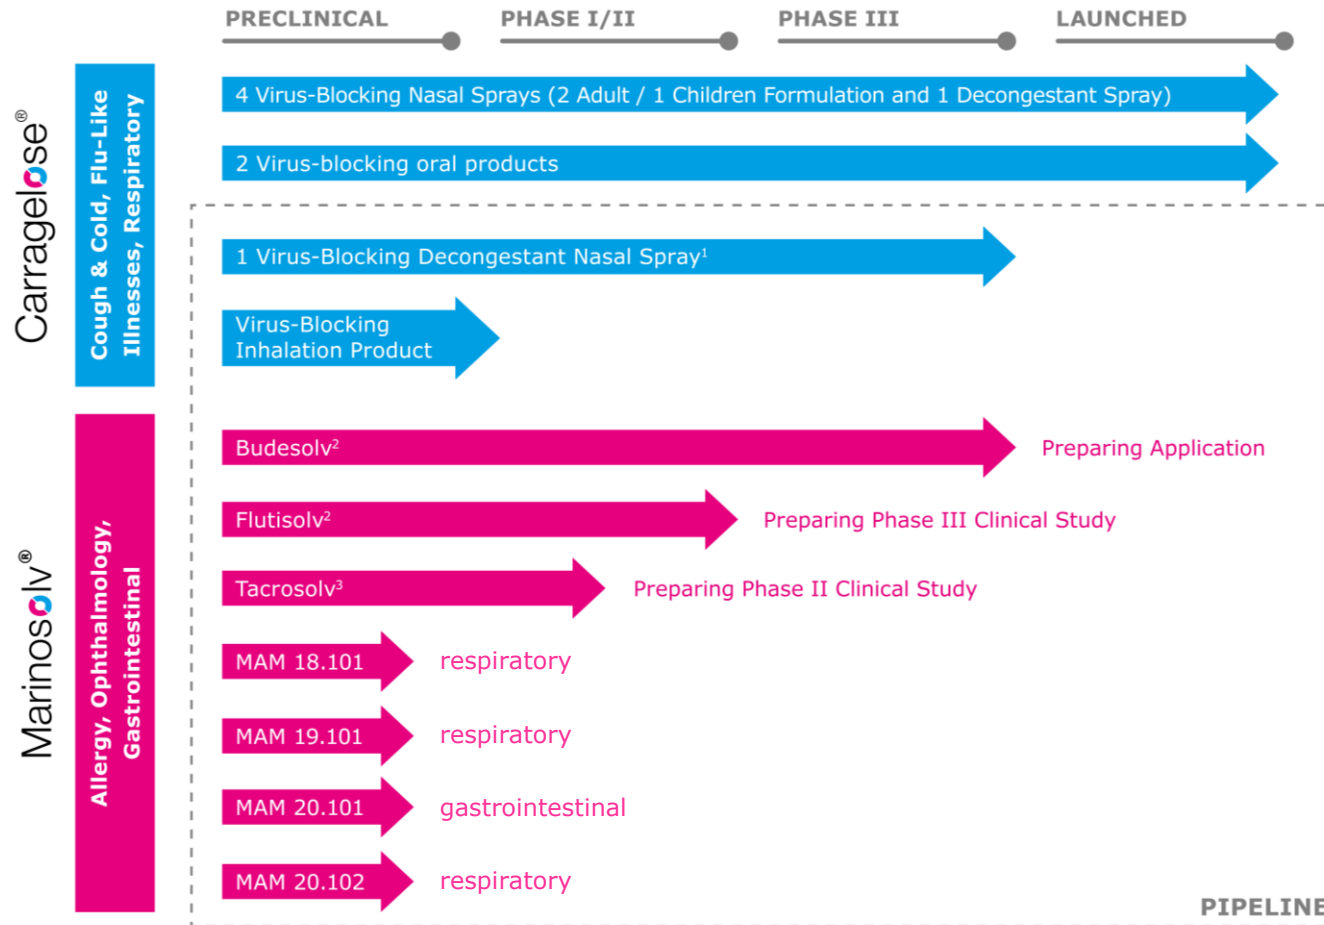 PRECLINICAL
PHASE I/II
PHASE III
LAUNCHED
Carragelose®
Cough & Cold, Flu-Like
Illnesses, Respiratory
4 Virus-Blocking Nasal Sprays (2 Adult / 1 Children Formulation and 1 Decongestant Spray)
2 Virus-blocking oral products
1 Virus-Blocking Decongestant Nasal Spray¹
Virus-Blocking
Inhalation Product
Marinosolv®
Allergy, Ophthalmology,
Gastrointestinal
Budesolv²
Preparing Application
Flutisolv²
Preparing Phase III Clinical Study
Tacrosolv³
Preparing Phase II Clinical Study
MAM 18.101
respiratory
MAM 19.101
respiratory
MAM 20.101
gastrointestinal
MAM 20.102
respiratory
PIPELINE